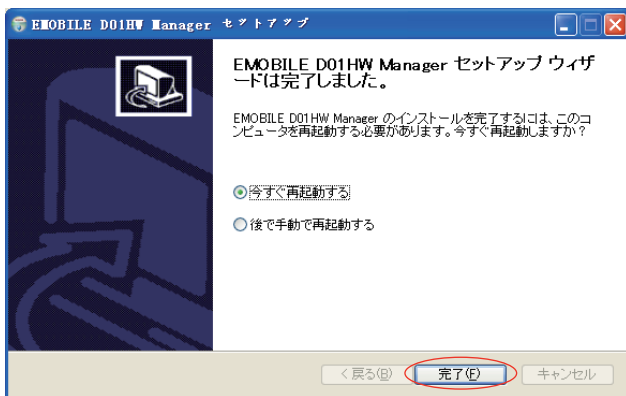 EMOBILE D01HW Manager セットアップ
EMOBILE D01HW Manager セットアップ ウィザ
ードは完了しました。
EMOBILE D01HW Manager のインストールを完了するには、このコ
ンピュータを再起動する必要があります。今すぐ再起動しますか？
今すぐ再起動する
後で手動で再起動する
< 戻る(B)
完了(F)
キャンセル